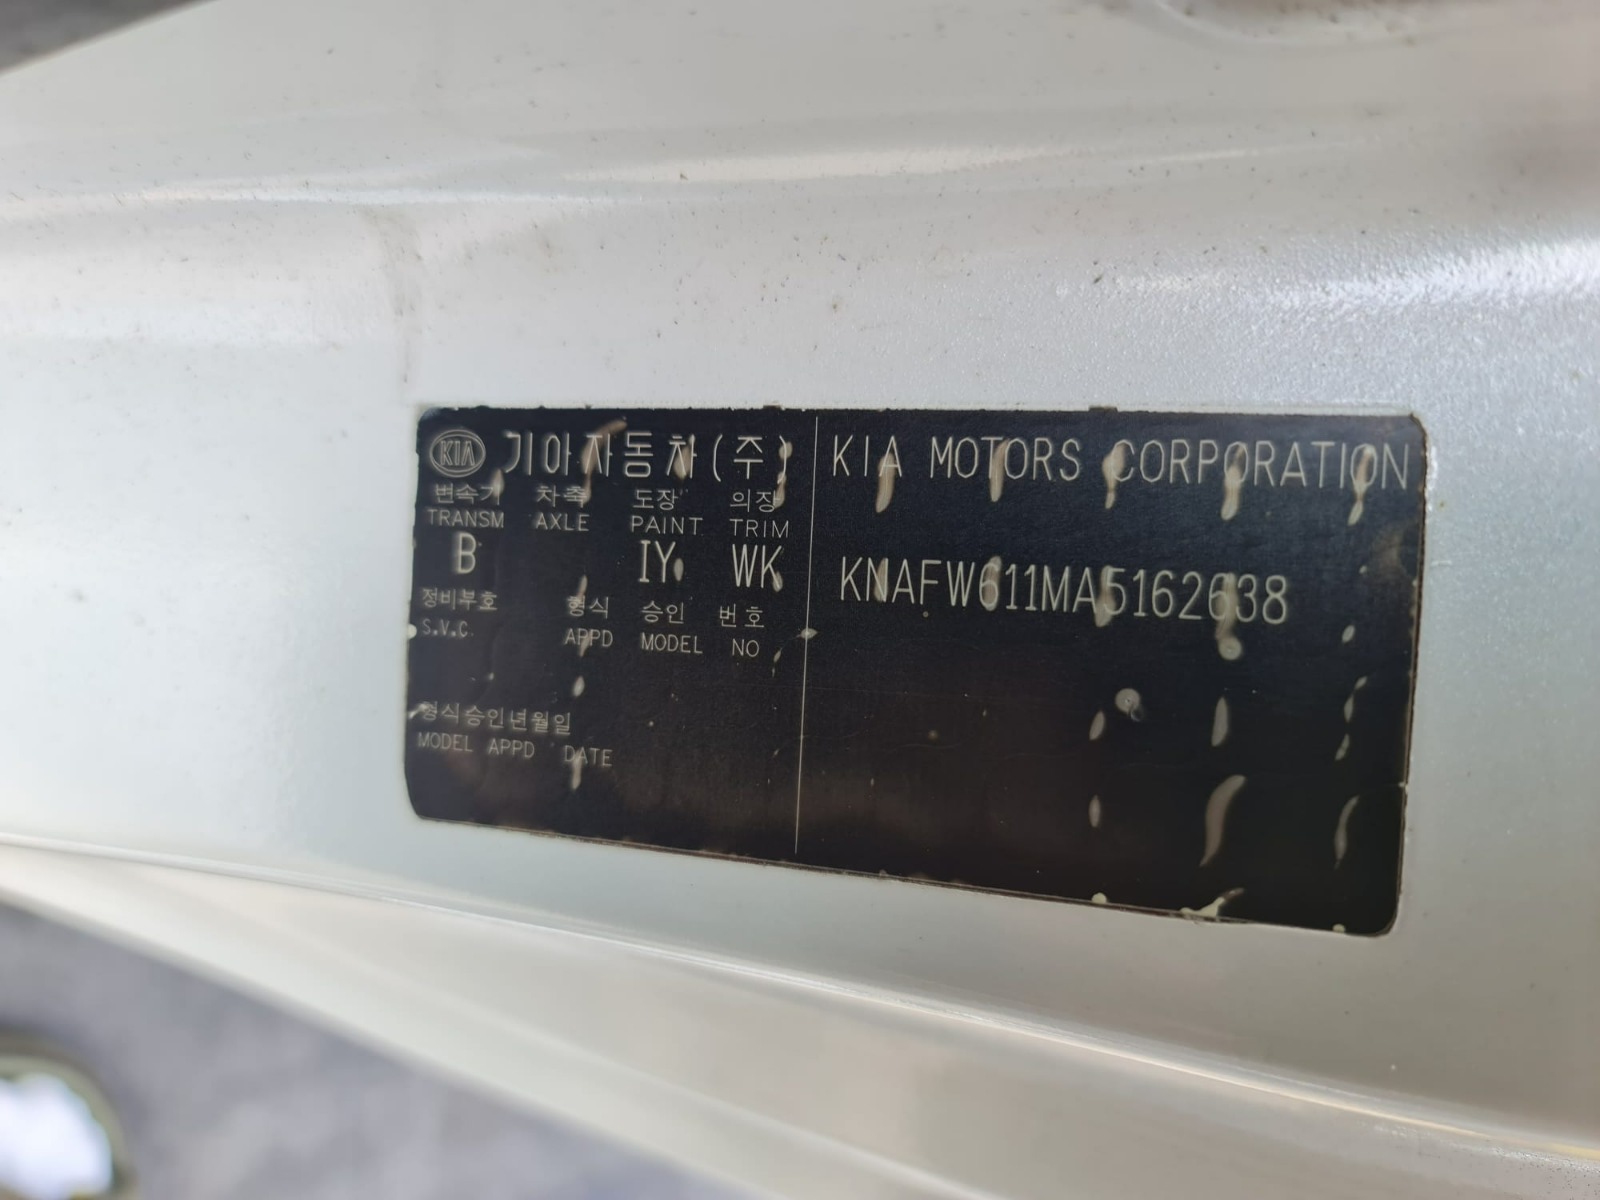 KIA 기아자동차(주)
변속기 차축 도장 의장
TRANSM AXLE PAINT TRIM
B IY WK
정비부호 형식 승인 번호
S.V.C. APPD MODEL NO
형식승인년월일
MODEL APPD DATE
KIA MOTORS CORPORATION
KNAFW611MA5162638